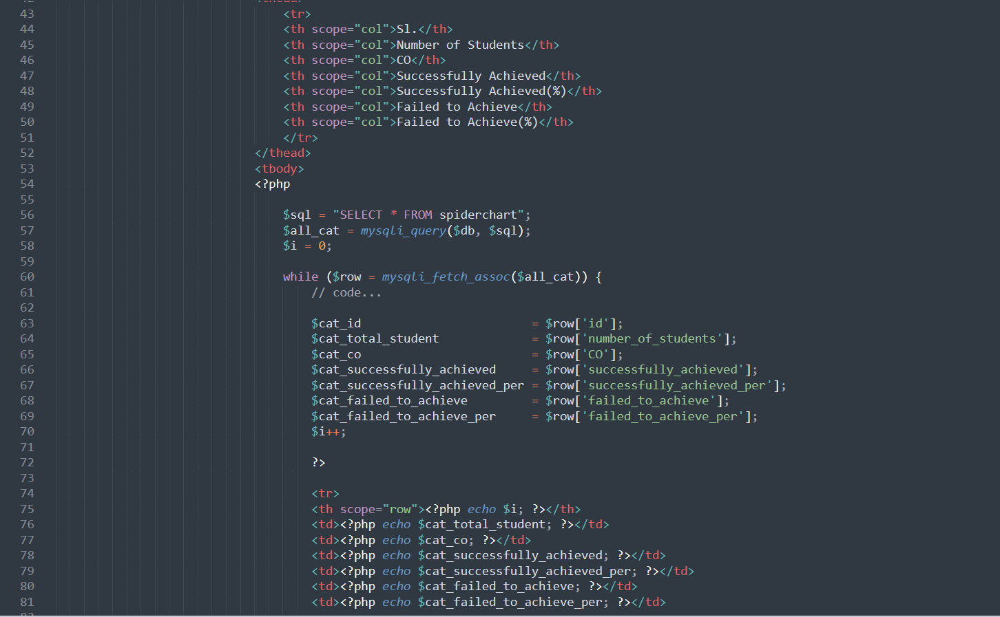 43 <tr>
44 <th scope="col">Sl.</th>
45 <th scope="col">Number of Students</th>
46 <th scope="col">CO</th>
47 <th scope="col">Successfully Achieved</th>
48 <th scope="col">Successfully Achieved(%)</th>
49 <th scope="col">Failed to Achieve</th>
50 <th scope="col">Failed to Achieve(%)</th>
51 </tr>
52 </thead>
53 <tbody>
54 <?php
55
56 $sql = "SELECT * FROM spiderchart";
57 $all_cat = mysqli_query($db, $sql);
58 $i = 0;
59
60 while ($row = mysqli_fetch_assoc($all_cat)) {
61 // code...
62
63 $cat_id = $row['id'];
64 $cat_total_student = $row['number_of_students'];
65 $cat_co = $row['CO'];
66 $cat_successfully_achieved = $row['successfully_achieved'];
67 $cat_successfully_achieved_per = $row['successfully_achieved_per'];
68 $cat_failed_to_achieve = $row['failed_to_achieve'];
69 $cat_failed_to_achieve_per = $row['failed_to_achieve_per'];
70 $i++;
71
72 ?>
73
74 <tr>
75 <th scope="row"><?php echo $i; ?></th>
76 <td><?php echo $cat_total_student; ?></td>
77 <td><?php echo $cat_co; ?></td>
78 <td><?php echo $cat_successfully_achieved; ?></td>
79 <td><?php echo $cat_successfully_achieved_per; ?></td>
80 <td><?php echo $cat_failed_to_achieve; ?></td>
81 <td><?php echo $cat_failed_to_achieve_per; ?></td>